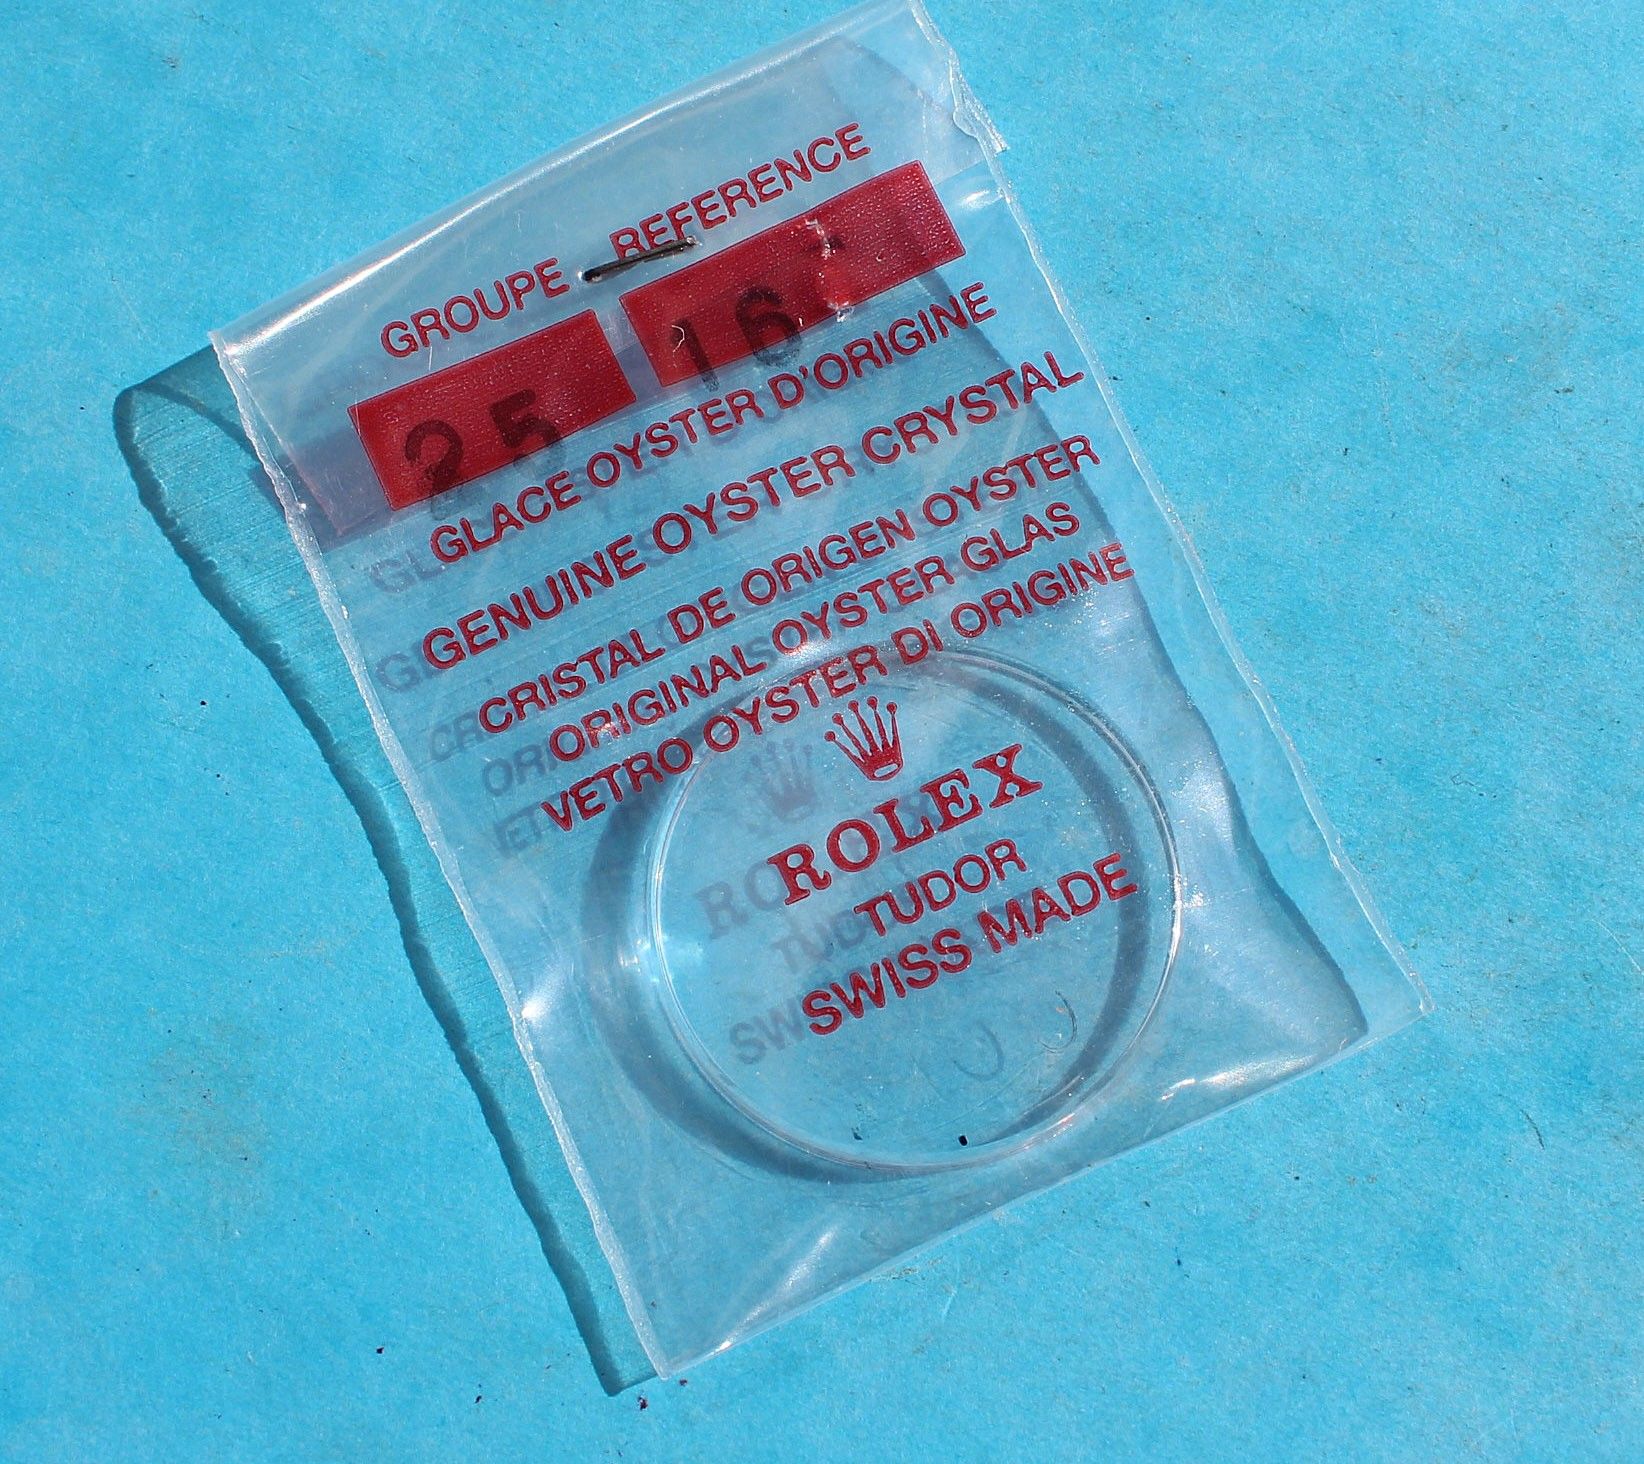 GROUPE REFERENCE
25 16
GLACE OYSTER D'ORIGINE
GENUINE OYSTER CRYSTAL
CRISTAL DE ORIGEN OYSTER
ORIGINAL OYSTER GLAS
VETRO OYSTER DI ORIGINE
ROLEX
TUDOR
SWISS MADE